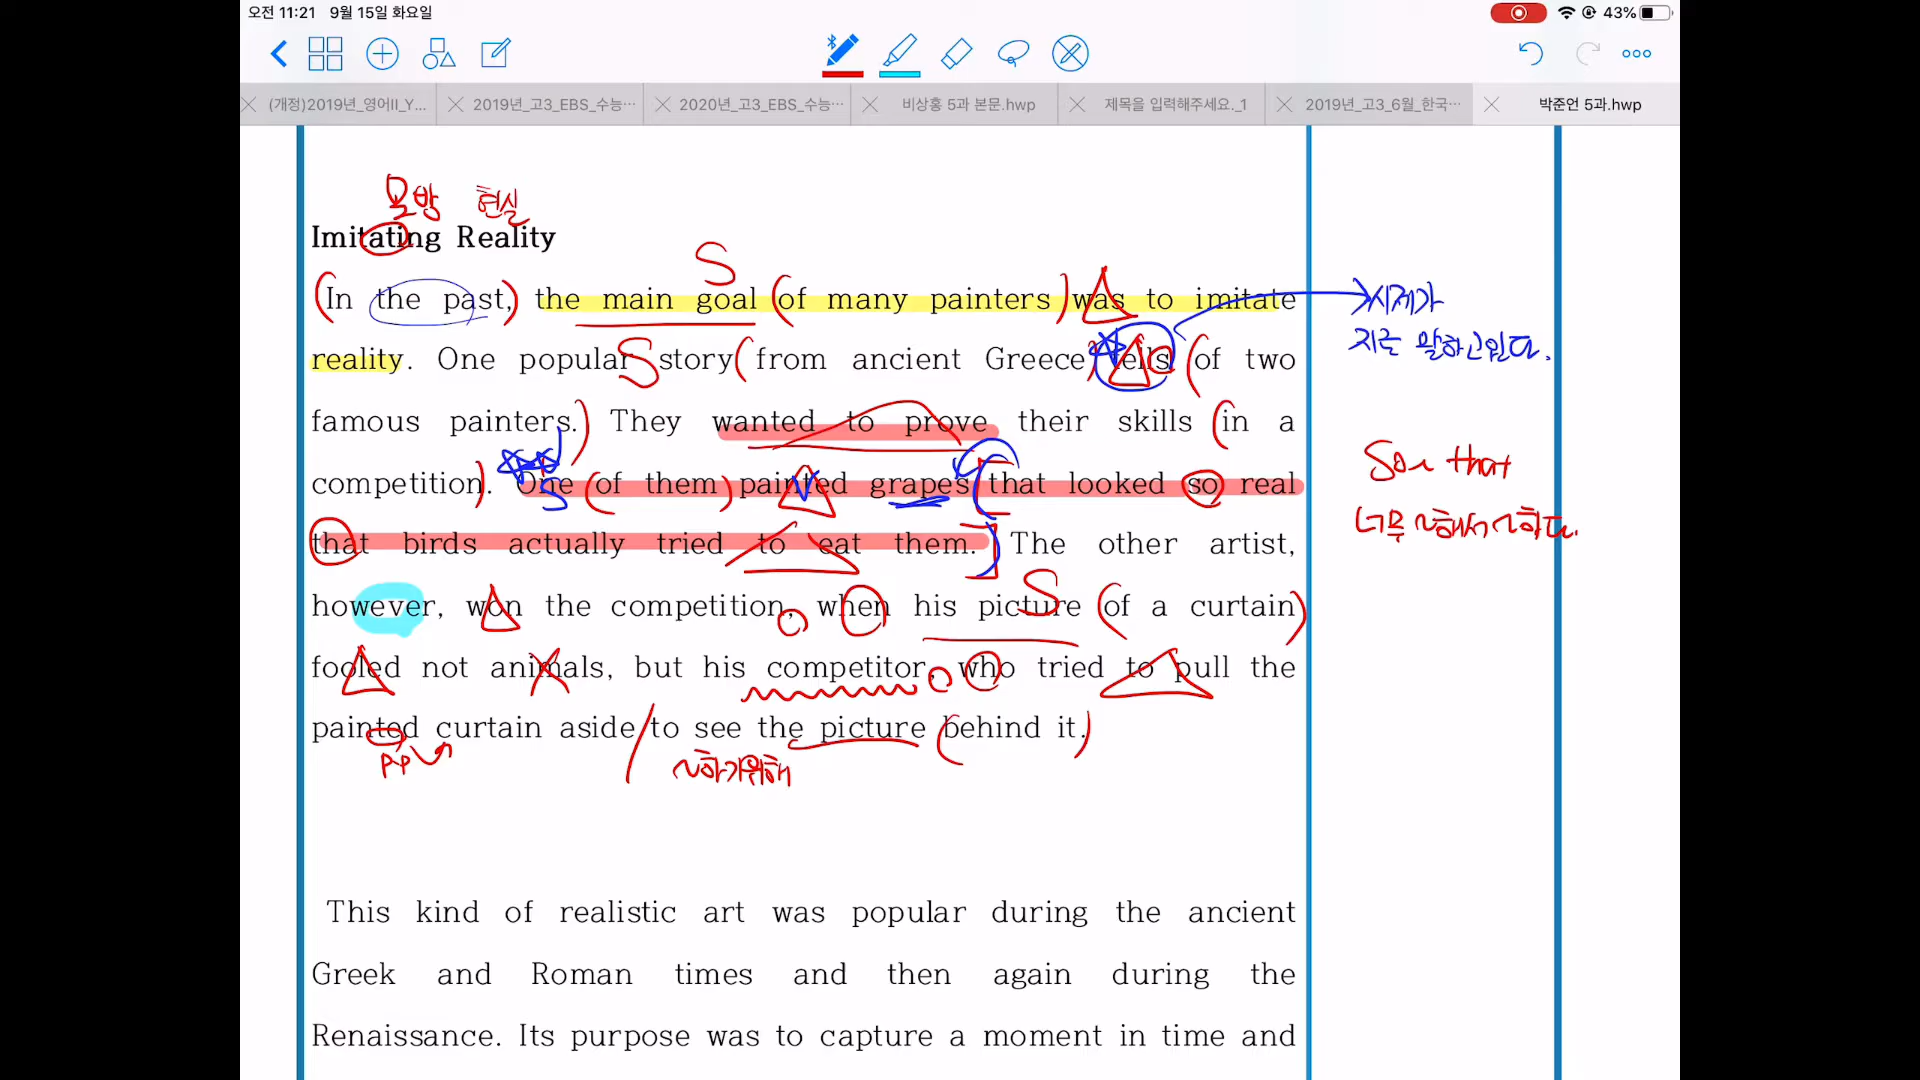 오전 11:21 9월 15일 화요일
43%
(개정)2019년_영어II_Y...
2019년_고3_EBS_수능...
2020년_고3_EBS_수능...
비상홍 5과 본문.hwp
제목을 입력해주세요._1
2019년_고3_6월_한국...
박준언 5과.hwp
모방 현실
Imitating Reality
S
(In the past,) the main goal (of many painters) was to imitate
시제가
reality. One popular story (from ancient Greece) tells (of two
S
지금 말하고있다.
famous painters.) They wanted to prove their skills (in a
So ~ that
competition). One (of them) painted grapes [that looked so real
S V
너무 ~해서 ~하다.
that birds actually tried to eat them.] The other artist,
S
however, won the competition, when his picture (of a curtain)
fooled not animals, but his competitor, who tried to pull the
painted curtain aside / to see the picture (behind it.)
P.P
~하기위해
This kind of realistic art was popular during the ancient
Greek and Roman times and then again during the
Renaissance. Its purpose was to capture a moment in time and